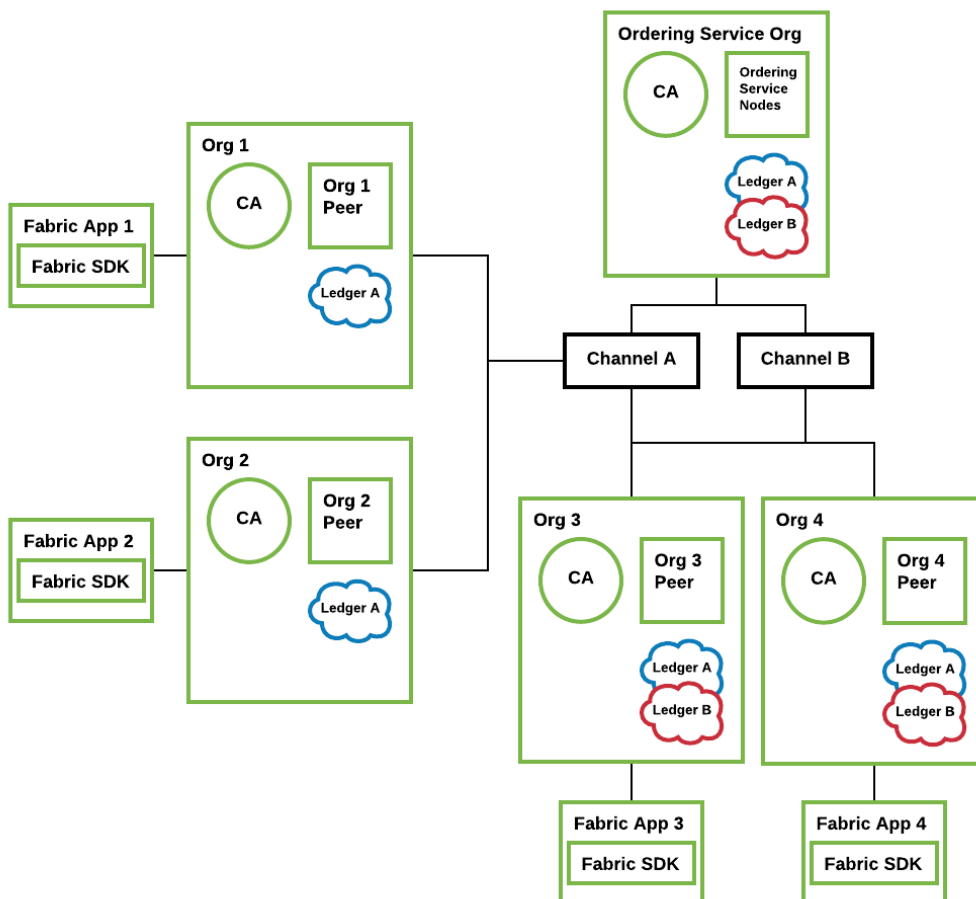 Ordering Service Org
CA
Ordering
Service
Nodes
Ledger A
Ledger B
Org 1
CA
Org 1
Peer
Ledger A
Fabric App 1
Fabric SDK
Channel A
Channel B
Org 2
CA
Org 2
Peer
Ledger A
Fabric App 2
Fabric SDK
Org 3
CA
Org 3
Peer
Ledger A
Ledger B
Org 4
CA
Org 4
Peer
Ledger A
Ledger B
Fabric App 3
Fabric SDK
Fabric App 4
Fabric SDK